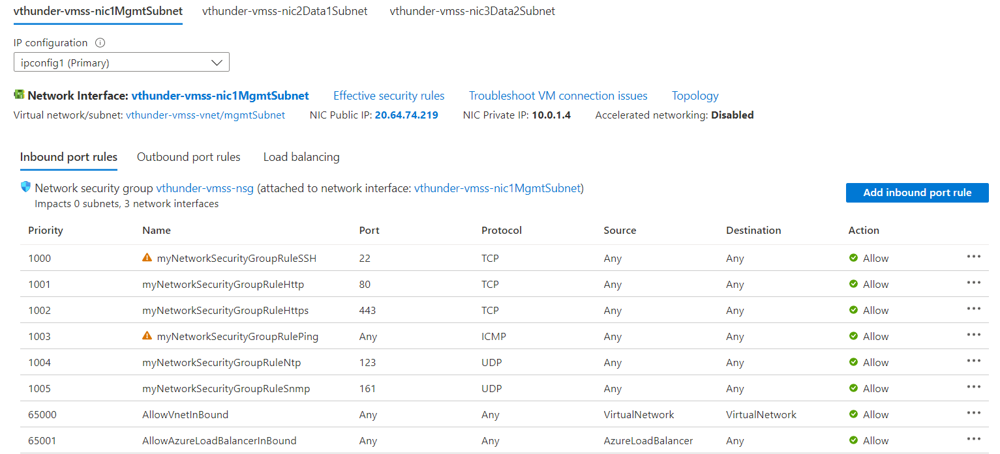 vthunder-vmss-nic1MgmtSubnet vthunder-vmss-nic2Data1Subnet vthunder-vmss-nic3Data2Subnet
IP configuration
ipconfig1 (Primary)
Network Interface: vthunder-vmss-nic1MgmtSubnet Effective security rules Troubleshoot VM connection issues Topology
Virtual network/subnet: vthunder-vmss-vnet/mgmtSubnet NIC Public IP: 20.64.74.219 NIC Private IP: 10.0.1.4 Accelerated networking: Disabled
Inbound port rules Outbound port rules Load balancing
Network security group vthunder-vmss-nsg (attached to network interface: vthunder-vmss-nic1MgmtSubnet)
Impacts 0 subnets, 3 network interfaces
Add inbound port rule
Priority Name Port Protocol Source Destination Action
1000 myNetworkSecurityGroupRuleSSH 22 TCP Any Any Allow
1001 myNetworkSecurityGroupRuleHttp 80 TCP Any Any Allow
1002 myNetworkSecurityGroupRuleHttps 443 TCP Any Any Allow
1003 myNetworkSecurityGroupRulePing Any ICMP Any Any Allow
1004 myNetworkSecurityGroupRuleNtp 123 UDP Any Any Allow
1005 myNetworkSecurityGroupRuleSnmp 161 UDP Any Any Allow
65000 AllowVnetInBound Any Any VirtualNetwork VirtualNetwork Allow
65001 AllowAzureLoadBalancerInBound Any Any AzureLoadBalancer Any Allow